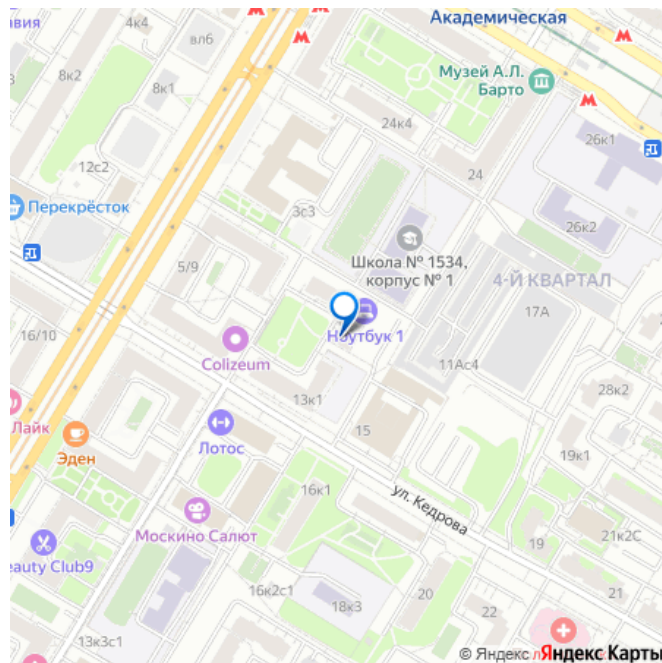 авия
4к4
вл6
Академическая
8к2
8к1
Музей А.Л.
Барто
24к4
26к1
12с2
24
Перекрёсток
3с3
26к2
Школа № 1534,
корпус № 1
5/9
4-Й КВАРТАЛ
17А
16/10
Ноутбук 1
Colizeum
11Ас4
28к2
13к1
Лайк
15
Лотос
Эден
19к1
16к1
ул. Кедрова
Москино Салют
19
21к2С
eauty Club9
16к2с1
18к3
20
21
22
13к3с1
© Яндекс
Яндекс Карты